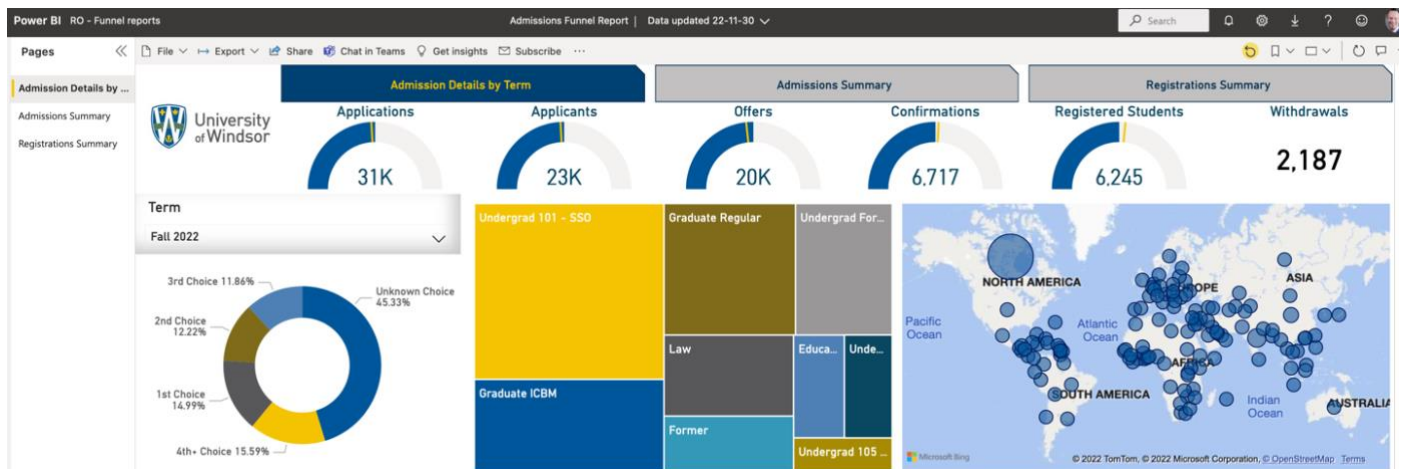 Power BI RO - Funnel reports
Admissions Funnel Report | Data updated 22-11-30
Search
Pages
File
Export
Share
Chat in Teams
Get insights
Subscribe
Admission Details by ...
Admissions Summary
Registrations Summary
Admission Details by Term
Admissions Summary
Registrations Summary
University
of Windsor
Applications
31K
Applicants
23K
Offers
20K
Confirmations
6,717
Registered Students
6,245
Withdrawals
2,187
Term
Fall 2022
3rd Choice 11.86%
Unknown Choice
45.33%
2nd Choice
12.22%
1st Choice
14.99%
4th+ Choice 15.59%
Undergrad 101 - SSO
Graduate ICBM
Graduate Regular
Law
Former
Undergrad For...
Educa...
Unde...
Undergrad 105 ...
NORTH AMERICA
ASIA
Pacific
Ocean
Atlantic
Ocean
SOUTH AMERICA
Indian
Ocean
Microsoft Bing
© 2022 TomTom, © 2022 Microsoft Corporation, © OpenStreetMap Terms